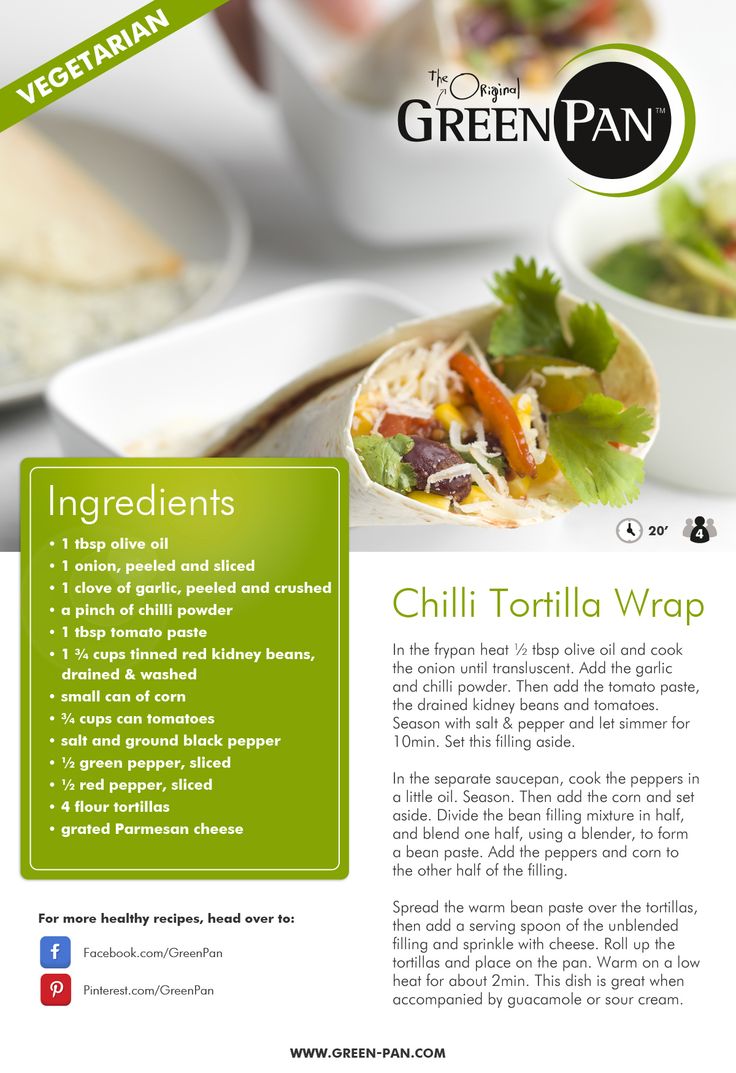 VEGETARIAN
The Original
GREENPAN™
20’
4
Ingredients
• 1 tbsp olive oil
• 1 onion, peeled and sliced
• 1 clove of garlic, peeled and crushed
• a pinch of chilli powder
• 1 tbsp tomato paste
• 1 ¾ cups tinned red kidney beans,
drained & washed
• small can of corn
• ¾ cups can tomatoes
• salt and ground black pepper
• ½ green pepper, sliced
• ½ red pepper, sliced
• 4 flour tortillas
• grated Parmesan cheese
For more healthy recipes, head over to:
Facebook.com/GreenPan
Pinterest.com/GreenPan
Chilli Tortilla Wrap
In the frypan heat ½ tbsp olive oil and cook
the onion until transluscent. Add the garlic
and chilli powder. Then add the tomato paste,
the drained kidney beans and tomatoes.
Season with salt & pepper and let simmer for
10min. Set this filling aside.
In the separate saucepan, cook the peppers in
a little oil. Season. Then add the corn and set
aside. Divide the bean filling mixture in half,
and blend one half, using a blender, to form
a bean paste. Add the peppers and corn to
the other half of the filling.
Spread the warm bean paste over the tortillas,
then add a serving spoon of the unblended
filling and sprinkle with cheese. Roll up the
tortillas and place on the pan. Warm on a low
heat for about 2min. This dish is great when
accompanied by guacamole or sour cream.
WWW.GREEN-PAN.COM